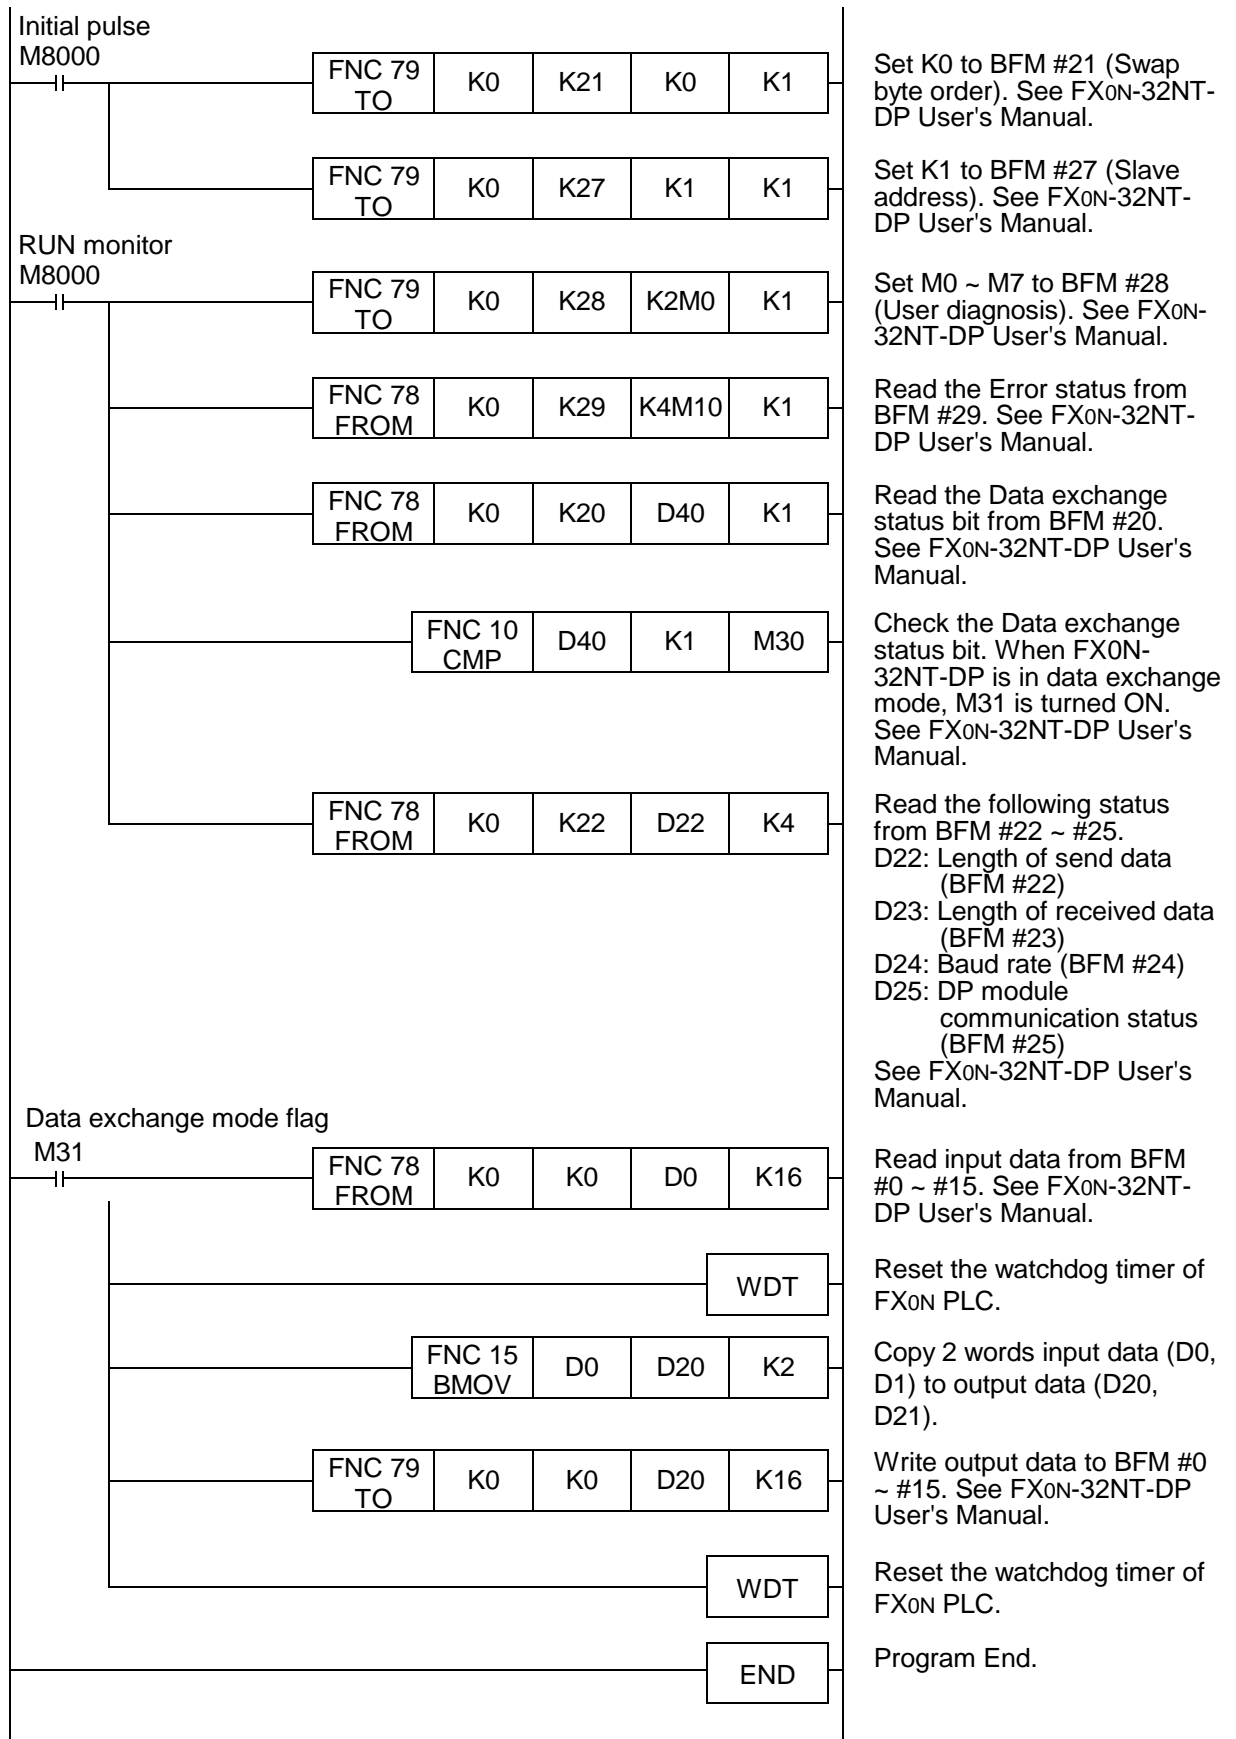 Initial pulse
M8000
FNC 79 TO K0 K21 K0 K1
Set K0 to BFM #21 (Swap
byte order). See FX0N-32NT-
DP User's Manual.
FNC 79 TO K0 K27 K1 K1
Set K1 to BFM #27 (Slave
address). See FX0N-32NT-
DP User's Manual.
RUN monitor
M8000
FNC 79 TO K0 K28 K2M0 K1
Set M0 ~ M7 to BFM #28
(User diagnosis). See FX0N-
32NT-DP User's Manual.
FNC 78 FROM K0 K29 K4M10 K1
Read the Error status from
BFM #29. See FX0N-32NT-
DP User's Manual.
FNC 78 FROM K0 K20 D40 K1
Read the Data exchange
status bit from BFM #20.
See FX0N-32NT-DP User's
Manual.
FNC 10 CMP D40 K1 M30
Check the Data exchange
status bit. When FX0N-
32NT-DP is in data exchange
mode, M31 is turned ON.
See FX0N-32NT-DP User's
Manual.
FNC 78 FROM K0 K22 D22 K4
Read the following status
from BFM #22 ~ #25.
D22: Length of send data
(BFM #22)
D23: Length of received data
(BFM #23)
D24: Baud rate (BFM #24)
D25: DP module
communication status
(BFM #25)
See FX0N-32NT-DP User's
Manual.
Data exchange mode flag
M31
FNC 78 FROM K0 K0 D0 K16
Read input data from BFM
#0 ~ #15. See FX0N-32NT-
DP User's Manual.
WDT
Reset the watchdog timer of
FX0N PLC.
FNC 15 BMOV D0 D20 K2
Copy 2 words input data (D0,
D1) to output data (D20,
D21).
FNC 79 TO K0 K0 D20 K16
Write output data to BFM #0
~ #15. See FX0N-32NT-DP
User's Manual.
WDT
Reset the watchdog timer of
FX0N PLC.
END
Program End.